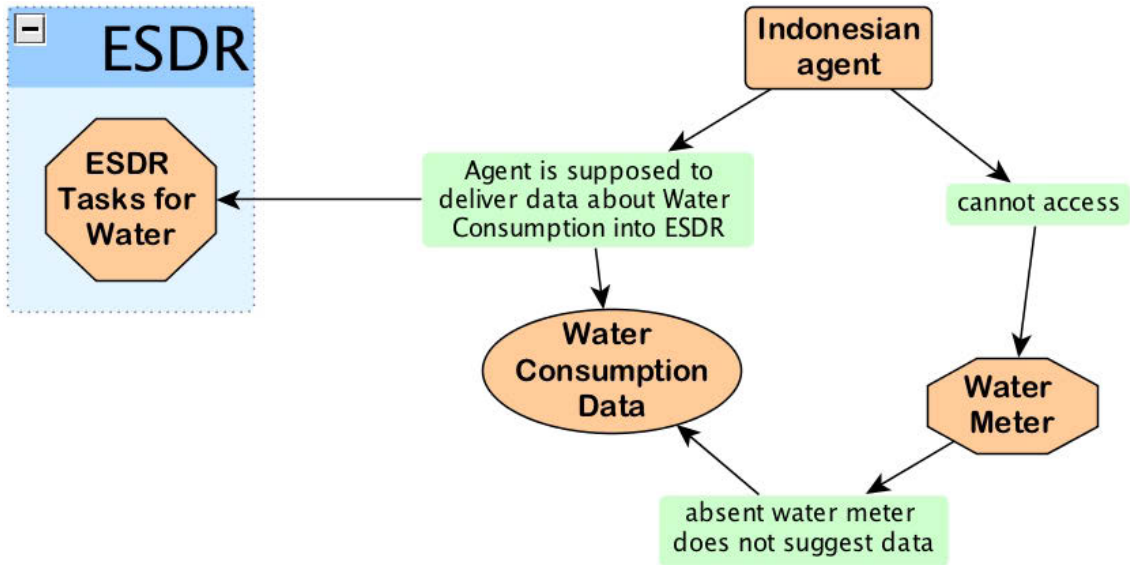 ESDR
Indonesian
agent
ESDR
Tasks for
Water
Agent is supposed to
deliver data about Water
Consumption into ESDR
cannot access
Water
Consumption
Data
Water
Meter
absent water meter
does not suggest data